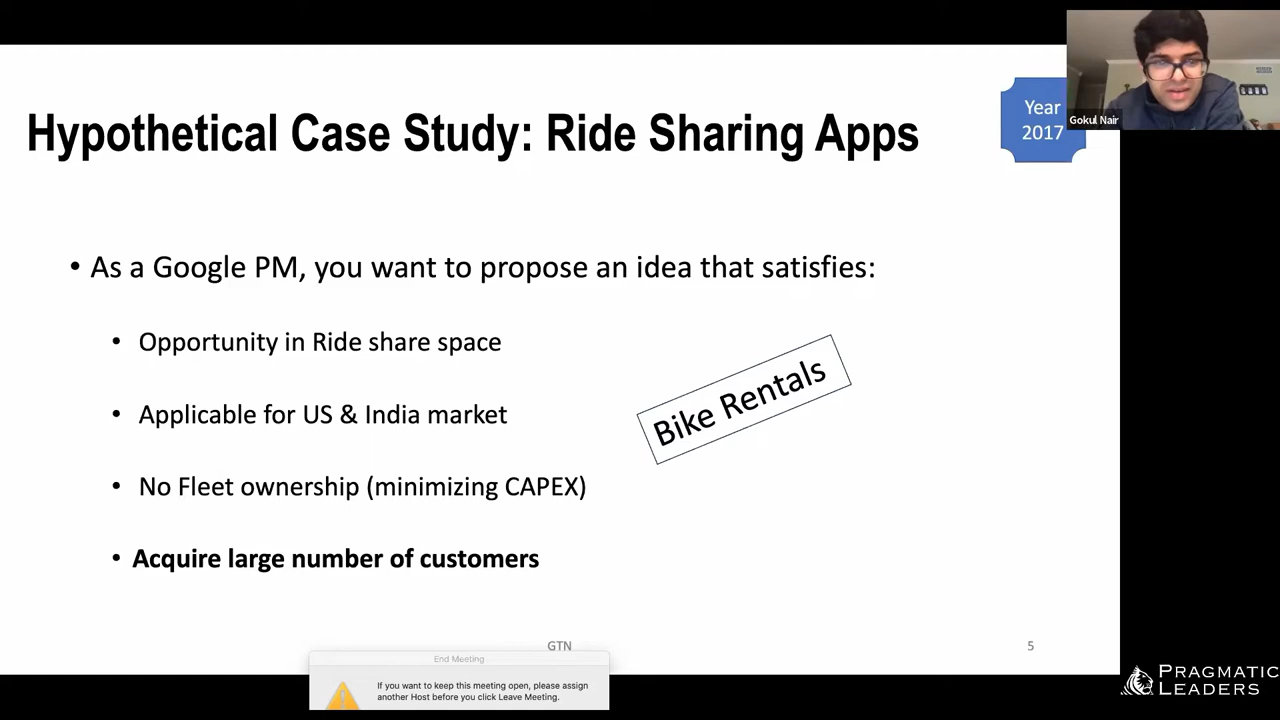 Hypothetical Case Study: Ride Sharing Apps
Year
2017
Gokul Nair
• As a Google PM, you want to propose an idea that satisfies:
• Opportunity in Ride share space
• Applicable for US & India market
• No Fleet ownership (minimizing CAPEX)
• Acquire large number of customers
Bike Rentals
GTN
5
End Meeting
If you want to keep this meeting open, please assign
another Host before you click Leave Meeting.
PRAGMATIC
LEADERS